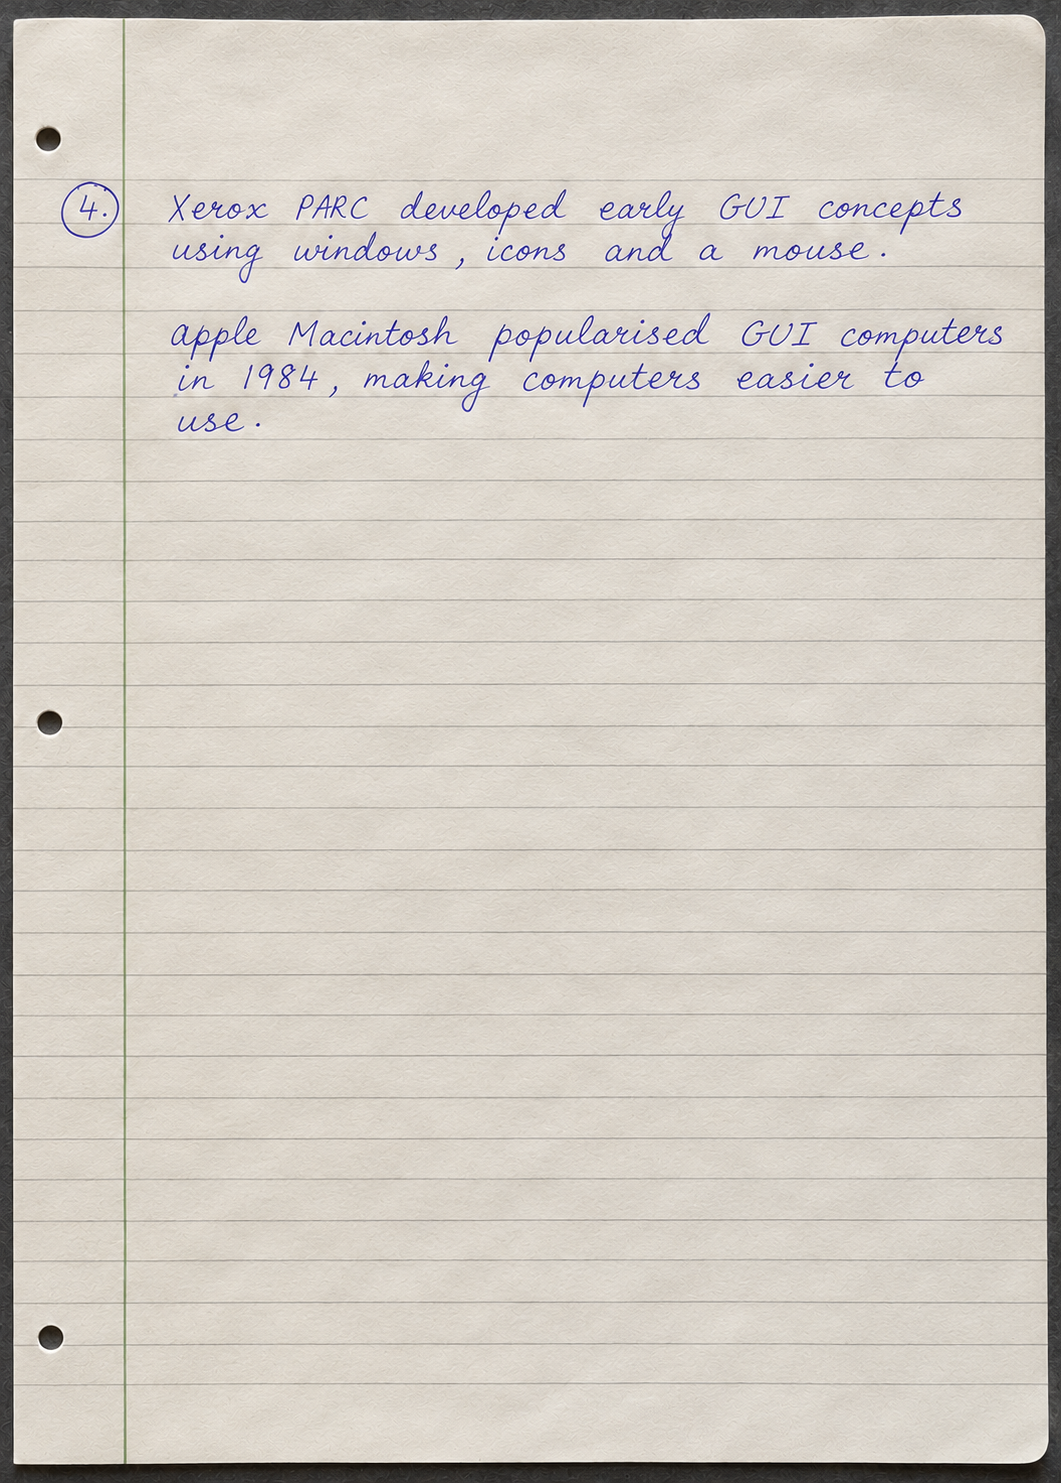 4. Xerox PARC developed early GUI concepts
using windows, icons and a mouse.
apple Macintosh popularised GUI computers
in 1984, making computers easier to
use.